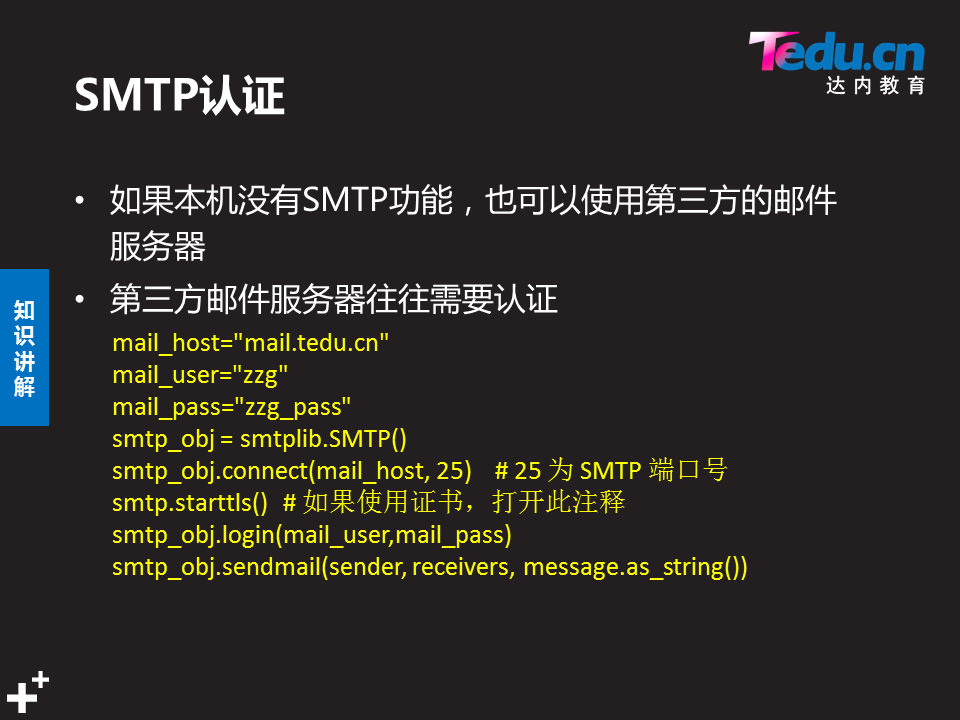 Tedu.cn
达内教育
SMTP认证
• 如果本机没有SMTP功能，也可以使用第三方的邮件
服务器
• 第三方邮件服务器往往需要认证
知
识
讲
解
mail_host="mail.tedu.cn"
mail_user="zzg"
mail_pass="zzg_pass"
smtp_obj = smtplib.SMTP()
smtp_obj.connect(mail_host, 25) # 25 为 SMTP 端口号
smtp.starttls() # 如果使用证书，打开此注释
smtp_obj.login(mail_user,mail_pass)
smtp_obj.sendmail(sender, receivers, message.as_string())